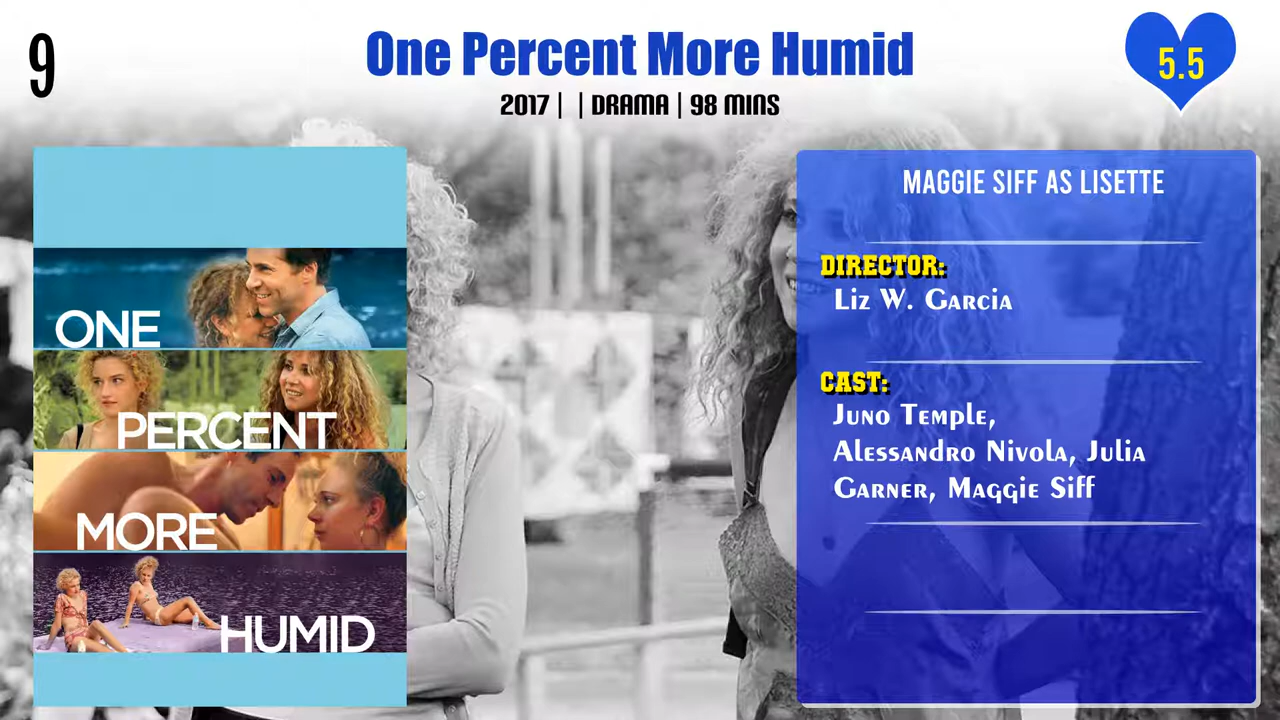 9
One Percent More Humid
5.5
2017 | | DRAMA | 98 MINS
ONE
PERCENT
MORE
HUMID
MAGGIE SIFF AS LISETTE
DIRECTOR:
Liz W. Garcia
CAST:
Juno Temple,
Alessandro Nivola, Julia
Garner, Maggie Siff